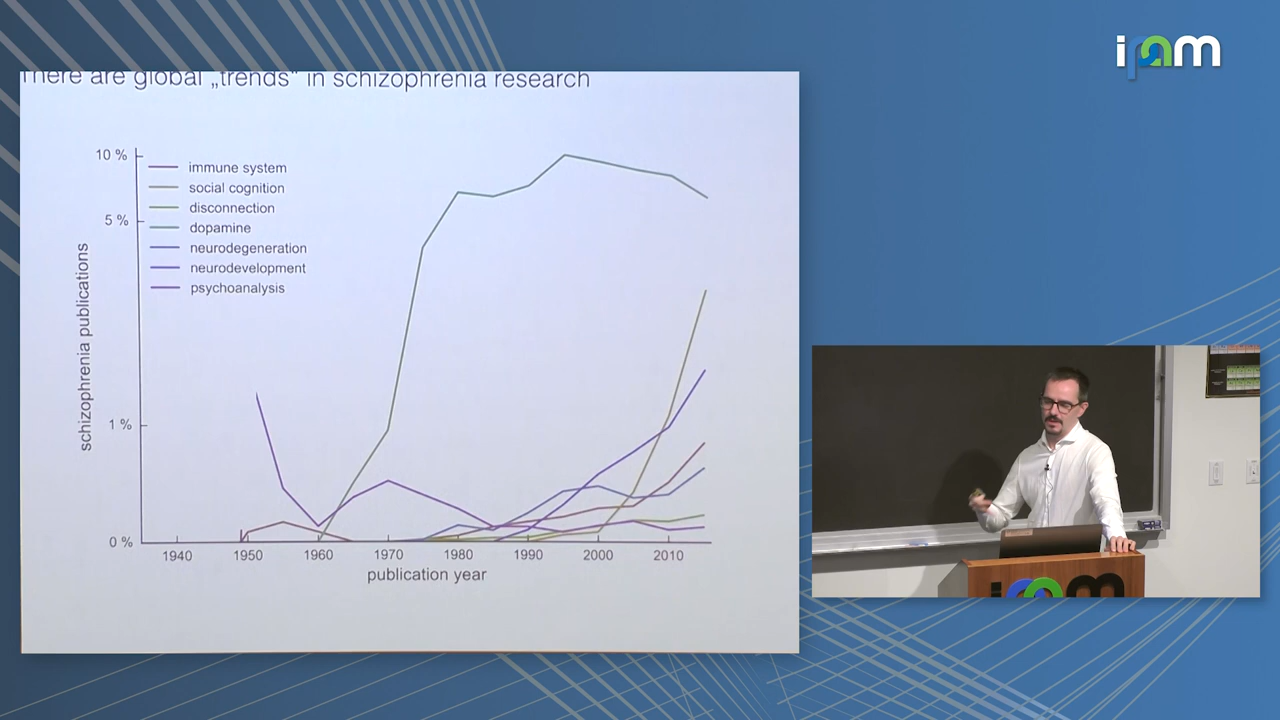 ipam
There are global „trends“ in schizophrenia research
10 %
5 %
1 %
0 %
schizophrenia publications
immune system
social cognition
disconnection
dopamine
neurodegeneration
neurodevelopment
psychoanalysis
1940 1950 1960 1970 1980 1990 2000 2010
publication year
ipam